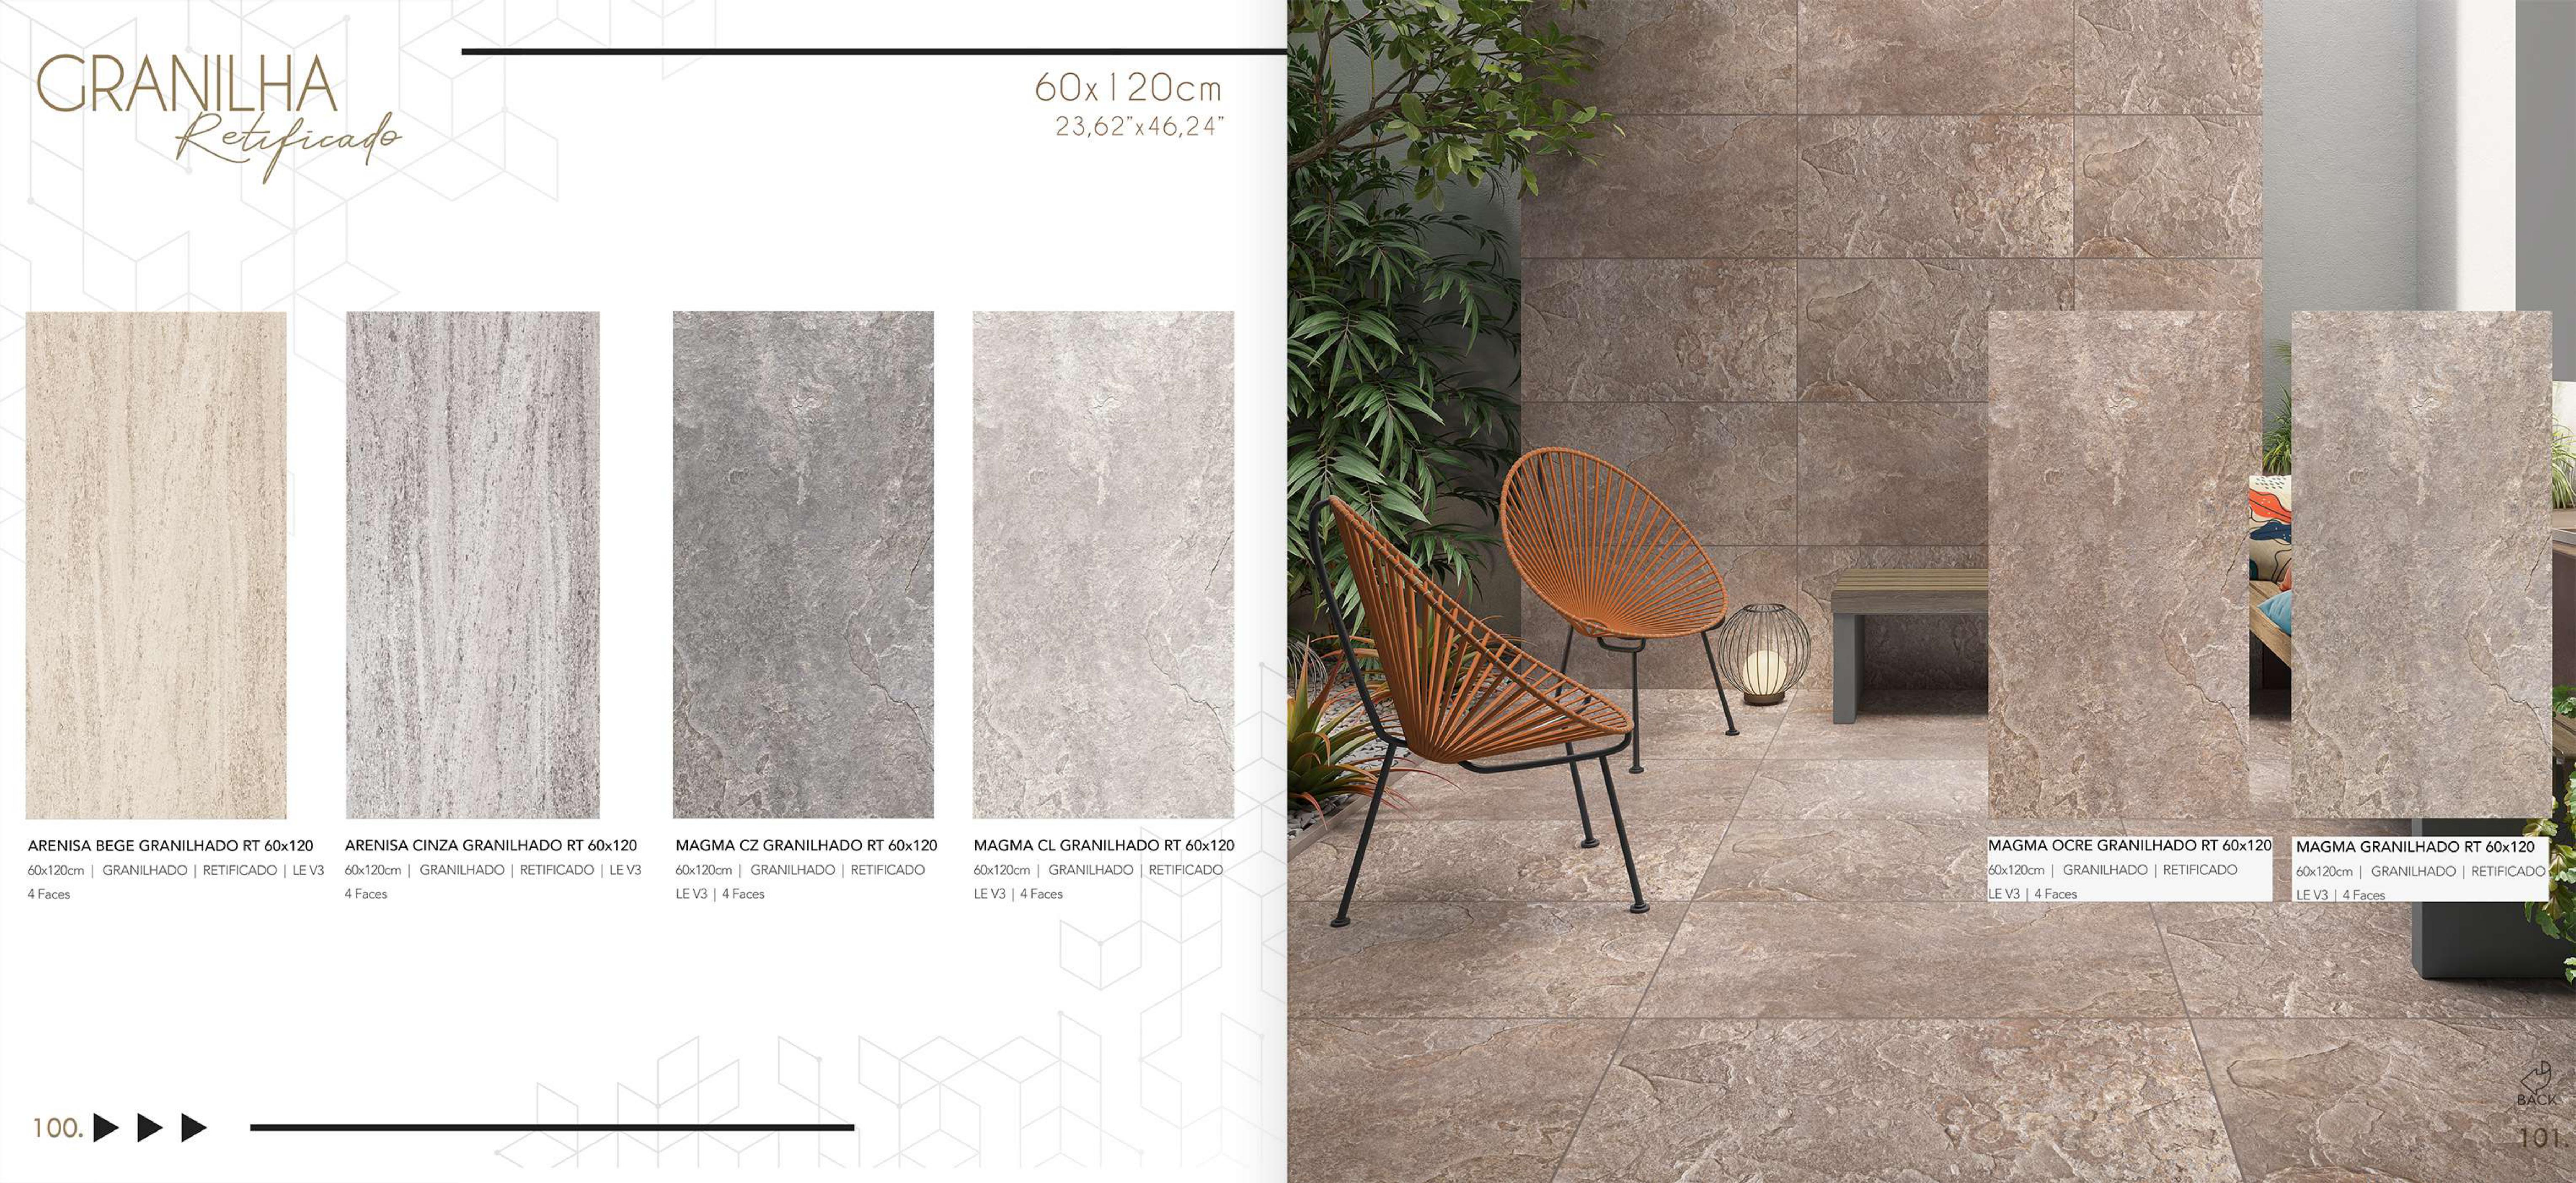 GRANILHA
Retificado
60x120cm
23,62”x46,24”
ARENISA BEGE GRANILHADO RT 60x120
60x120cm | GRANILHADO | RETIFICADO | LE V3
4 Faces
ARENISA CINZA GRANILHADO RT 60x120
60x120cm | GRANILHADO | RETIFICADO | LE V3
4 Faces
MAGMA CZ GRANILHADO RT 60x120
60x120cm | GRANILHADO | RETIFICADO
LE V3 | 4 Faces
MAGMA CL GRANILHADO RT 60x120
60x120cm | GRANILHADO | RETIFICADO
LE V3 | 4 Faces
MAGMA OCRE GRANILHADO RT 60x120
60x120cm | GRANILHADO | RETIFICADO
LE V3 | 4 Faces
MAGMA GRANILHADO RT 60x120
60x120cm | GRANILHADO | RETIFICADO
LE V3 | 4 Faces
100.
BACK
101.